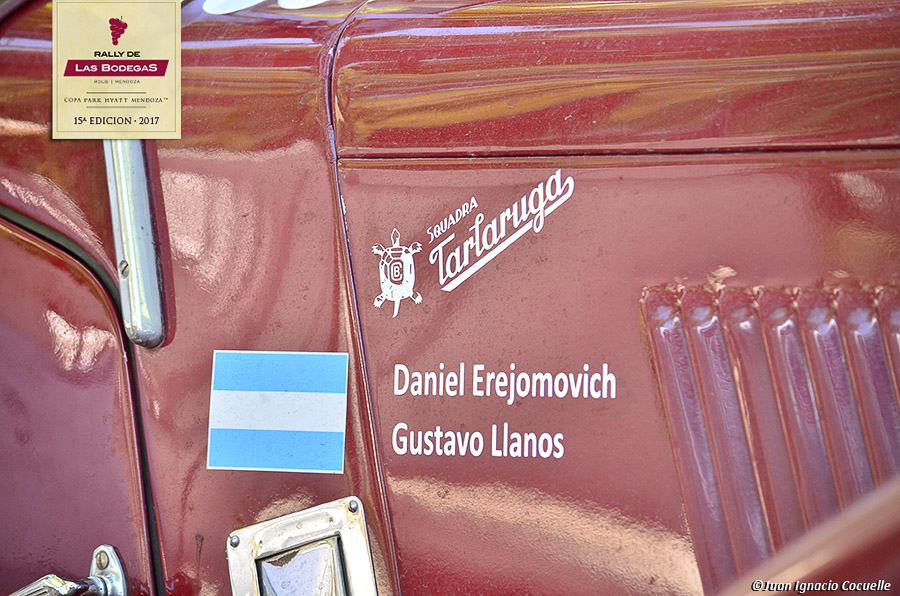 RALLY DE
LAS BODEGAS
ROLIS | MENDOZA
COPA PARK HYATT MENDOZA™
15ª EDICION • 2017
SQUADRA
Tartaruga
Daniel Erejomovich
Gustavo Llanos
©Juan Ignacio Cocuelle